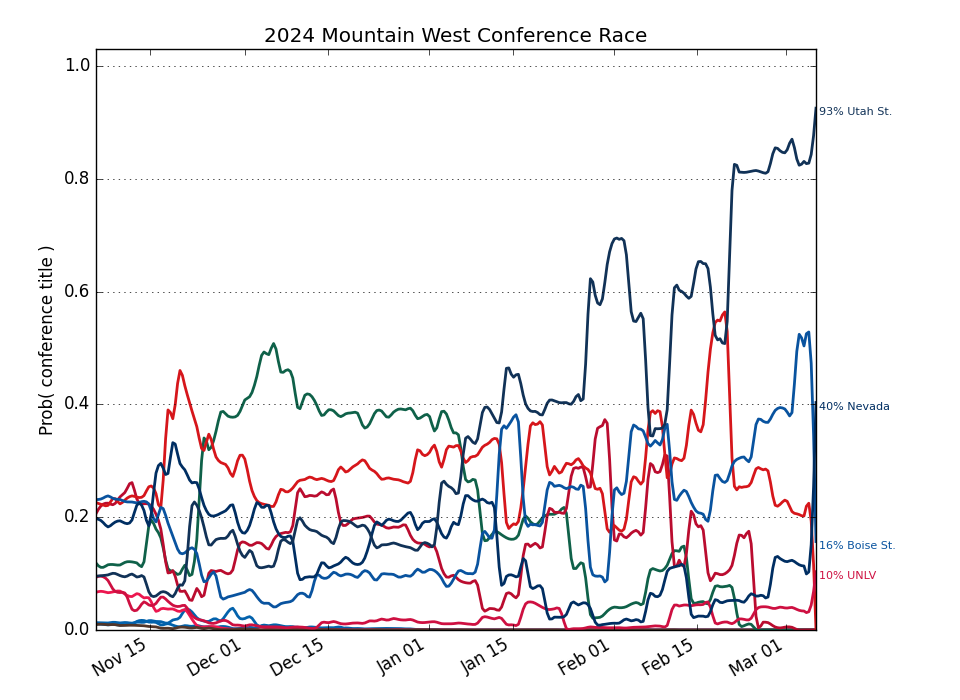 2024 Mountain West Conference Race
Prob( conference title )
1.0
0.8
0.6
0.4
0.2
0.0
93% Utah St.
40% Nevada
16% Boise St.
10% UNLV
Nov 15
Dec 01
Dec 15
Jan 01
Jan 15
Feb 01
Feb 15
Mar 01